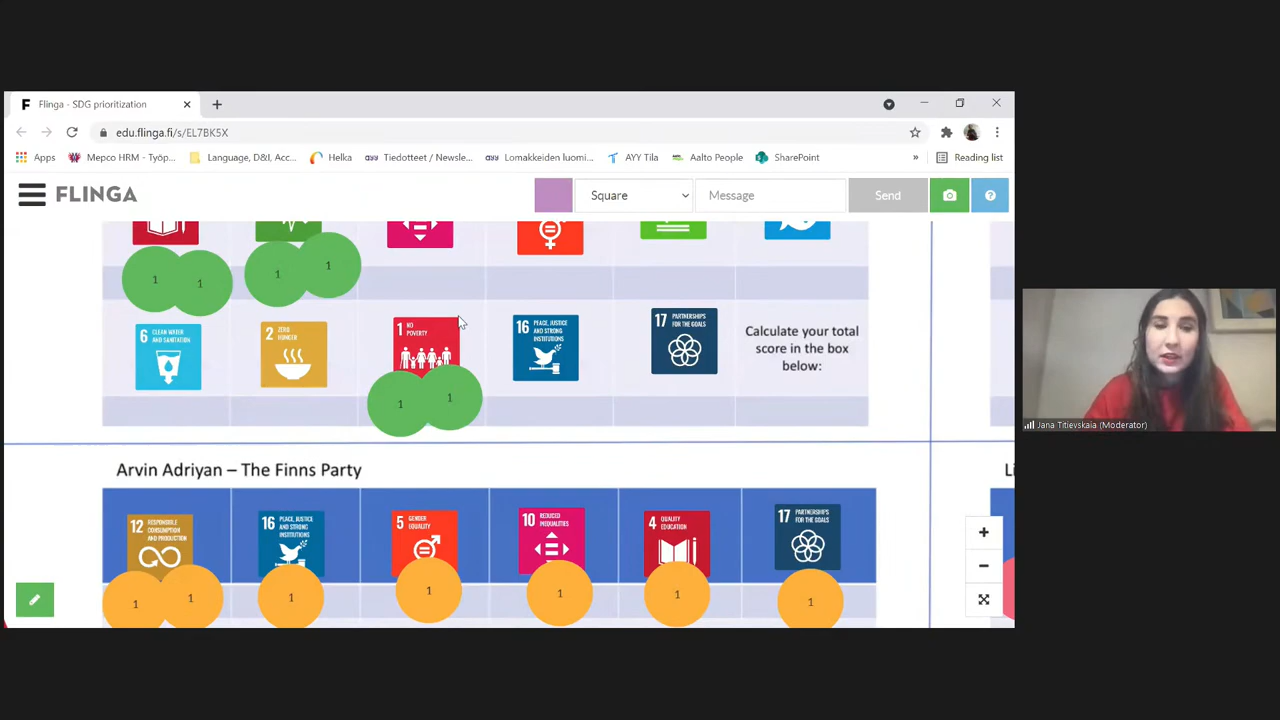 F Flinga - SDG prioritization
edu.flinga.fi/s/EL7BK5X
Apps Mepco HRM - Työp... Language, D&I, Acc... Helka ayy Tiedotteet / Newsle... ayy Lomakkeiden luomi... AYY Tila Aalto People SharePoint » Reading list
FLINGA Square Message Send ?
1 1 1 1
6 CLEAN WATER
AND SANITATION
2 ZERO
HUNGER
1 NO
POVERTY
16 PEACE, JUSTICE
AND STRONG
INSTITUTIONS
17 PARTNERSHIPS
FOR THE GOALS
Calculate your total
score in the box
below:
1 1
Arvin Adriyan – The Finns Party
Li
12 RESPONSIBLE
CONSUMPTION
AND PRODUCTION
16 PEACE, JUSTICE
AND STRONG
INSTITUTIONS
5 GENDER
EQUALITY
10 REDUCED
INEQUALITIES
4 QUALITY
EDUCATION
17 PARTNERSHIPS
FOR THE GOALS
1 1 1 1 1 1 1
Jana Titievskaia (Moderator)